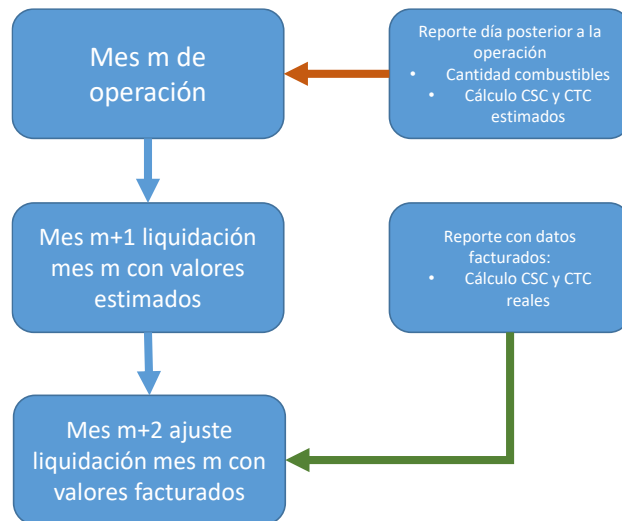 Mes m de
operación
Reporte día posterior a la
operación
• Cantidad combustibles
• Cálculo CSC y CTC
estimados
Mes m+1 liquidación
mes m con valores
estimados
Reporte con datos
facturados:
• Cálculo CSC y CTC
reales
Mes m+2 ajuste
liquidación mes m con
valores facturados